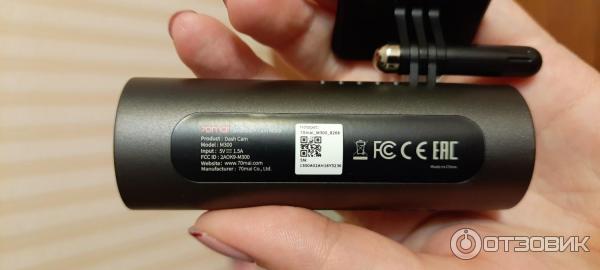 70mai
Product : Dash Cam
Model : M300
Input : 5V 1.5A
FCC ID : 2AOK9-M300
Website : www.70mai.com
Manufacturer : 70mai Co., Ltd.
Hotspot:
70mai_M300_8266
SN:
FC CE EAC
Made in China
ОТЗОВИК